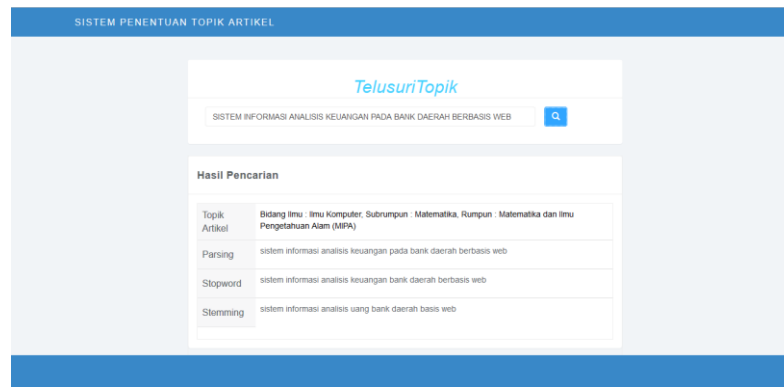 SISTEM PENENTUAN TOPIK ARTIKEL
TelusuriTopik
SISTEM INFORMASI ANALISIS KEUANGAN PADA BANK DAERAH BERBASIS WEB
Hasil Pencarian
Topik Artikel
Bidang Ilmu : Ilmu Komputer, Subrumpun : Matematika, Rumpun : Matematika dan Ilmu
Pengetahuan Alam (MIPA)
Parsing
sistem informasi analisis keuangan pada bank daerah berbasis web
Stopword
sistem informasi analisis keuangan bank daerah berbasis web
Stemming
sistem informasi analisis uang bank daerah basis web